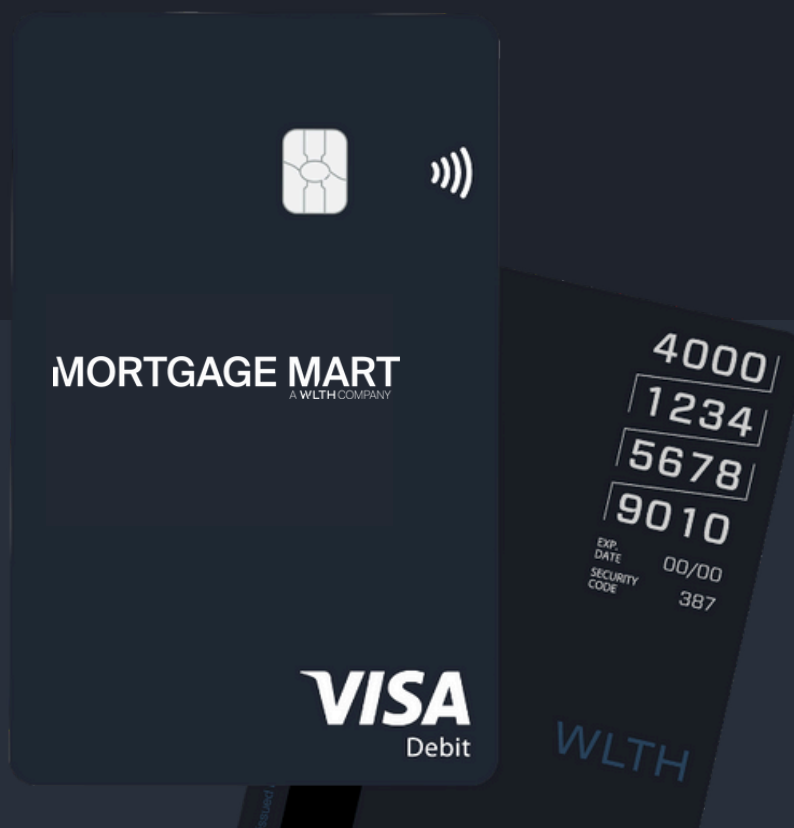 MORTGAGE MART
A WLTH COMPANY
VISA
Debit
4000
1234
5678
9010
EXP.
DATE
00/00
SECURITY
CODE
387
WLTH